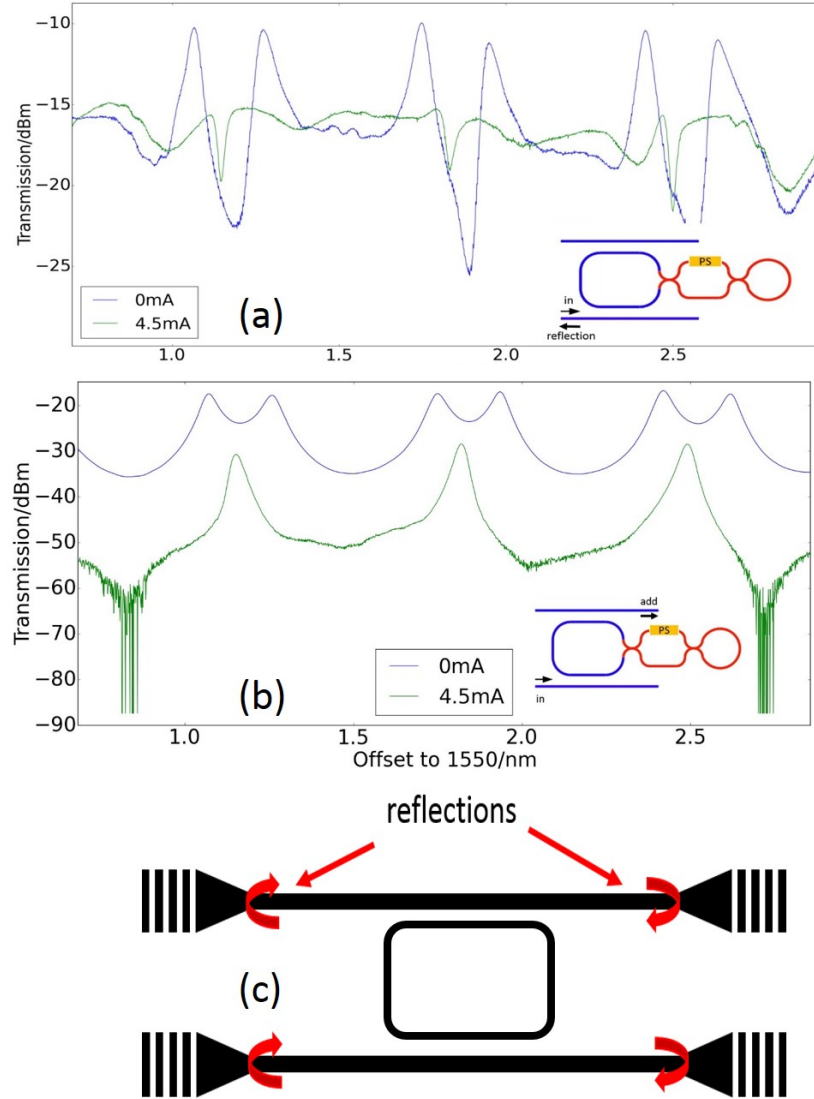 −10
−15
−20
−25
Transmission/dBm
0mA
4.5mA
(a)
PS
in
reflection
1.0
1.5
2.0
2.5
−20
−30
−40
−50
−60
−70
−80
−90
Transmission/dBm
add
PS
in
0mA
4.5mA
(b)
1.0
1.5
2.0
2.5
Offset to 1550/nm
reflections
(c)